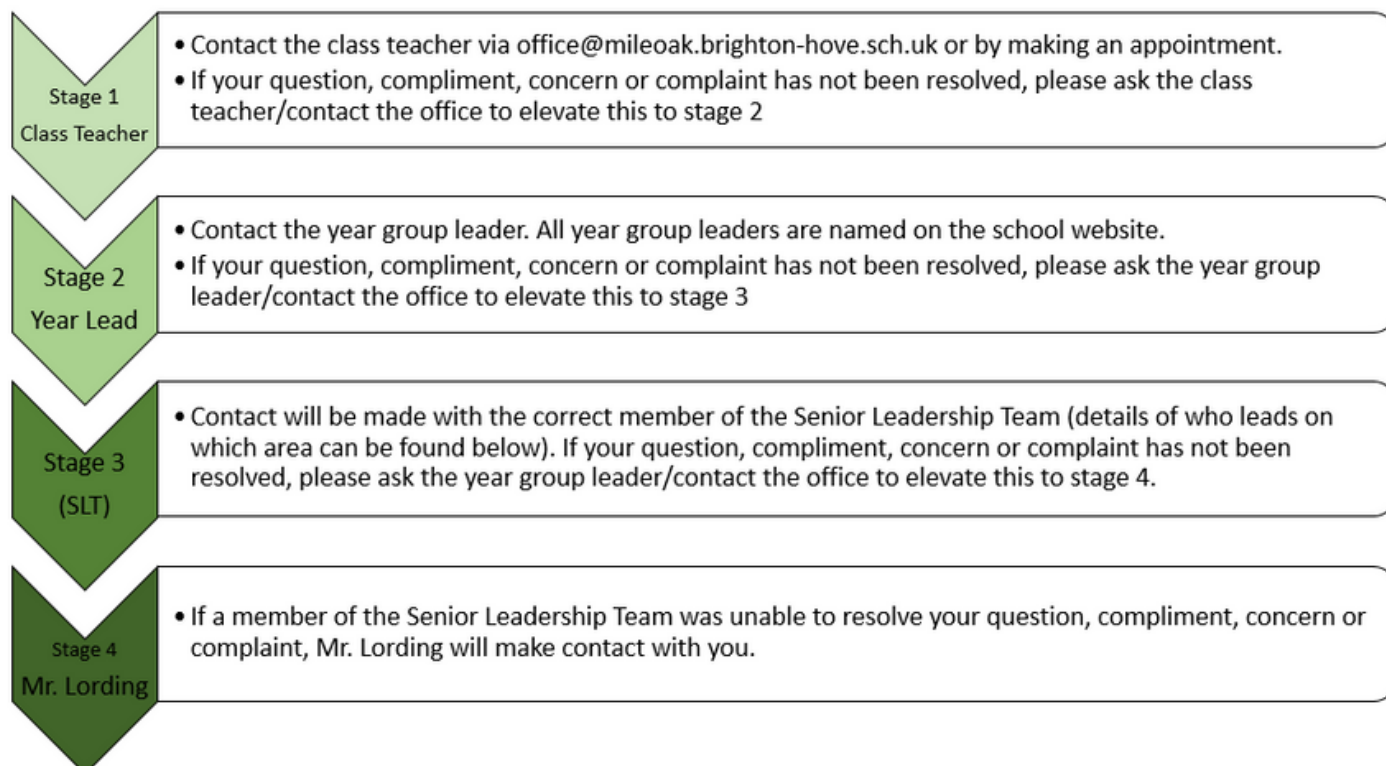 Stage 1
Class Teacher
• Contact the class teacher via office@mileoak.brighton-hove.sch.uk or by making an appointment.
• If your question, compliment, concern or complaint has not been resolved, please ask the class
teacher/contact the office to elevate this to stage 2
Stage 2
Year Lead
• Contact the year group leader. All year group leaders are named on the school website.
• If your question, compliment, concern or complaint has not been resolved, please ask the year group
leader/contact the office to elevate this to stage 3
Stage 3
(SLT)
• Contact will be made with the correct member of the Senior Leadership Team (details of who leads on
which area can be found below). If your question, compliment, concern or complaint has not been
resolved, please ask the year group leader/contact the office to elevate this to stage 4.
Stage 4
Mr. Lording
• If a member of the Senior Leadership Team was unable to resolve your question, compliment, concern or
complaint, Mr. Lording will make contact with you.